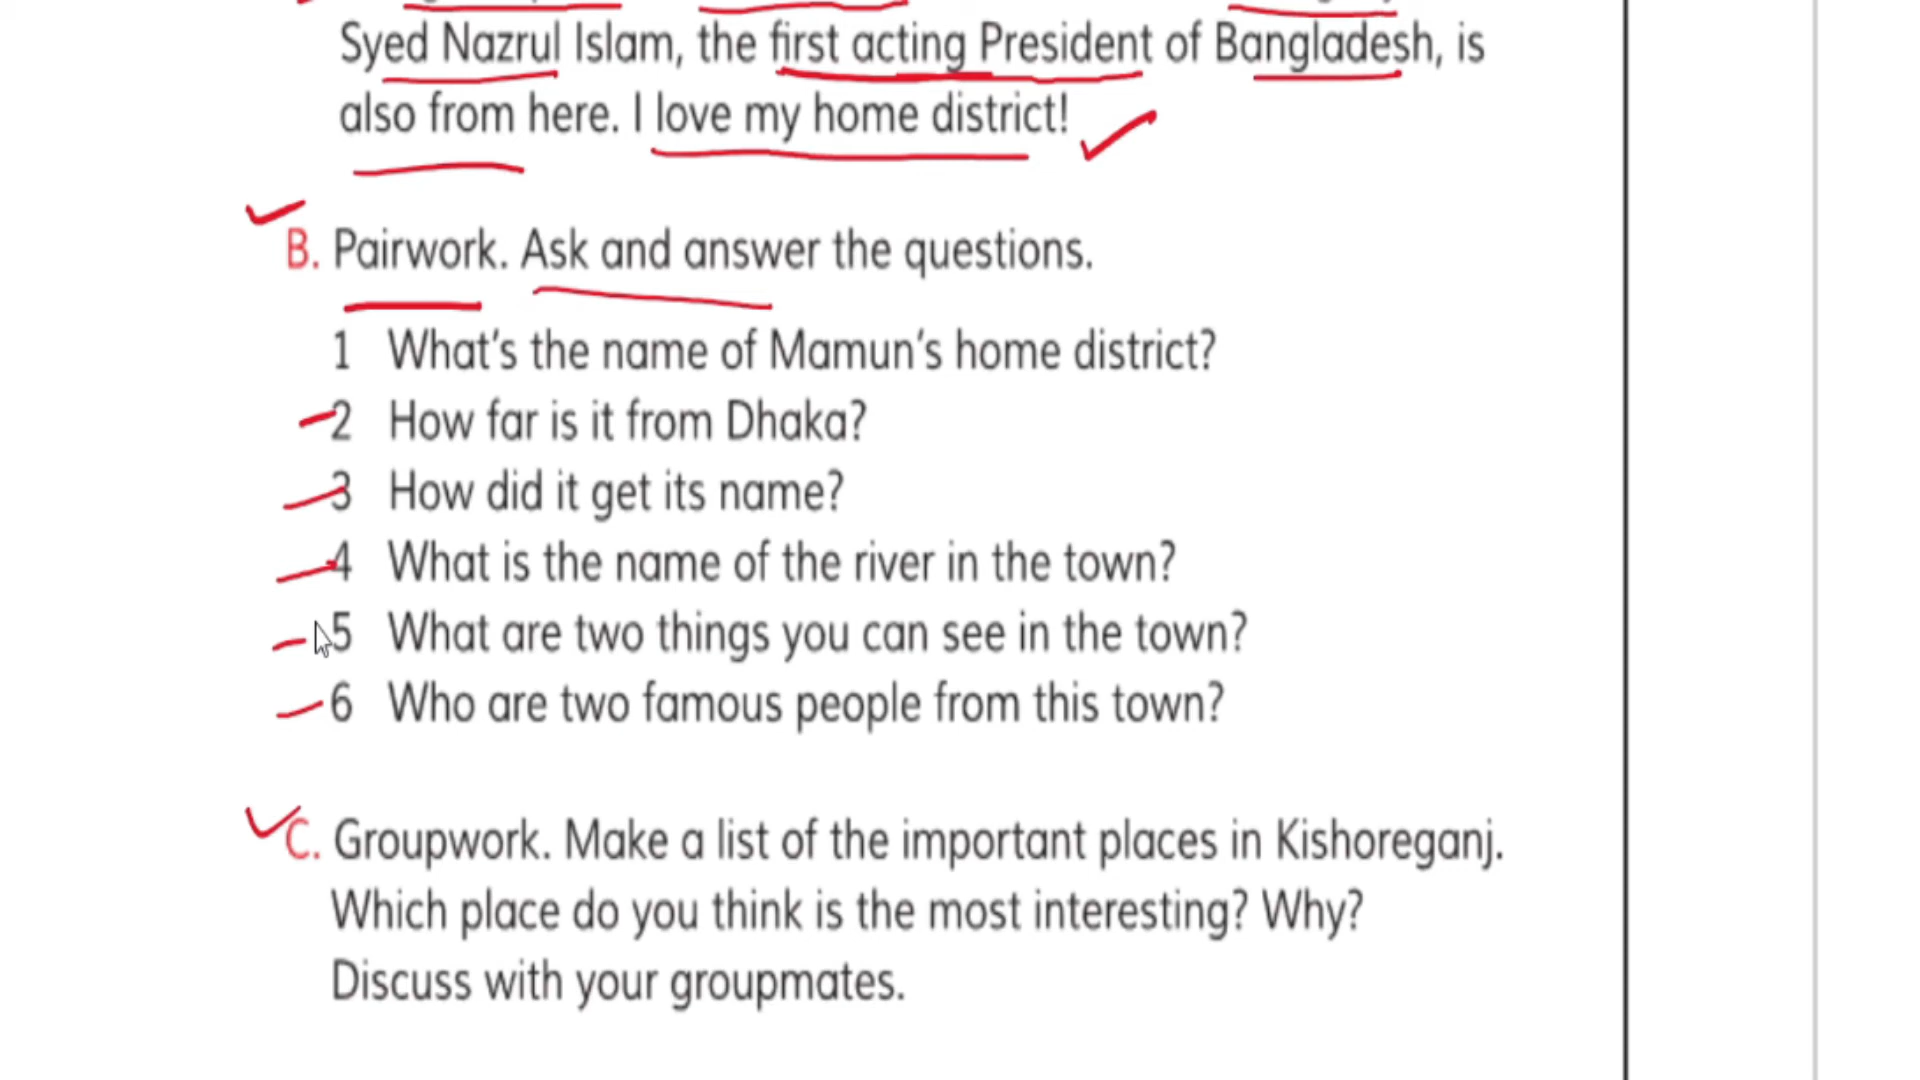 Syed Nazrul Islam, the first acting President of Bangladesh, is
also from here. I love my home district!
B. Pairwork. Ask and answer the questions.
1 What's the name of Mamun's home district?
2 How far is it from Dhaka?
3 How did it get its name?
4 What is the name of the river in the town?
5 What are two things you can see in the town?
6 Who are two famous people from this town?
C. Groupwork. Make a list of the important places in Kishoreganj.
Which place do you think is the most interesting? Why?
Discuss with your groupmates.